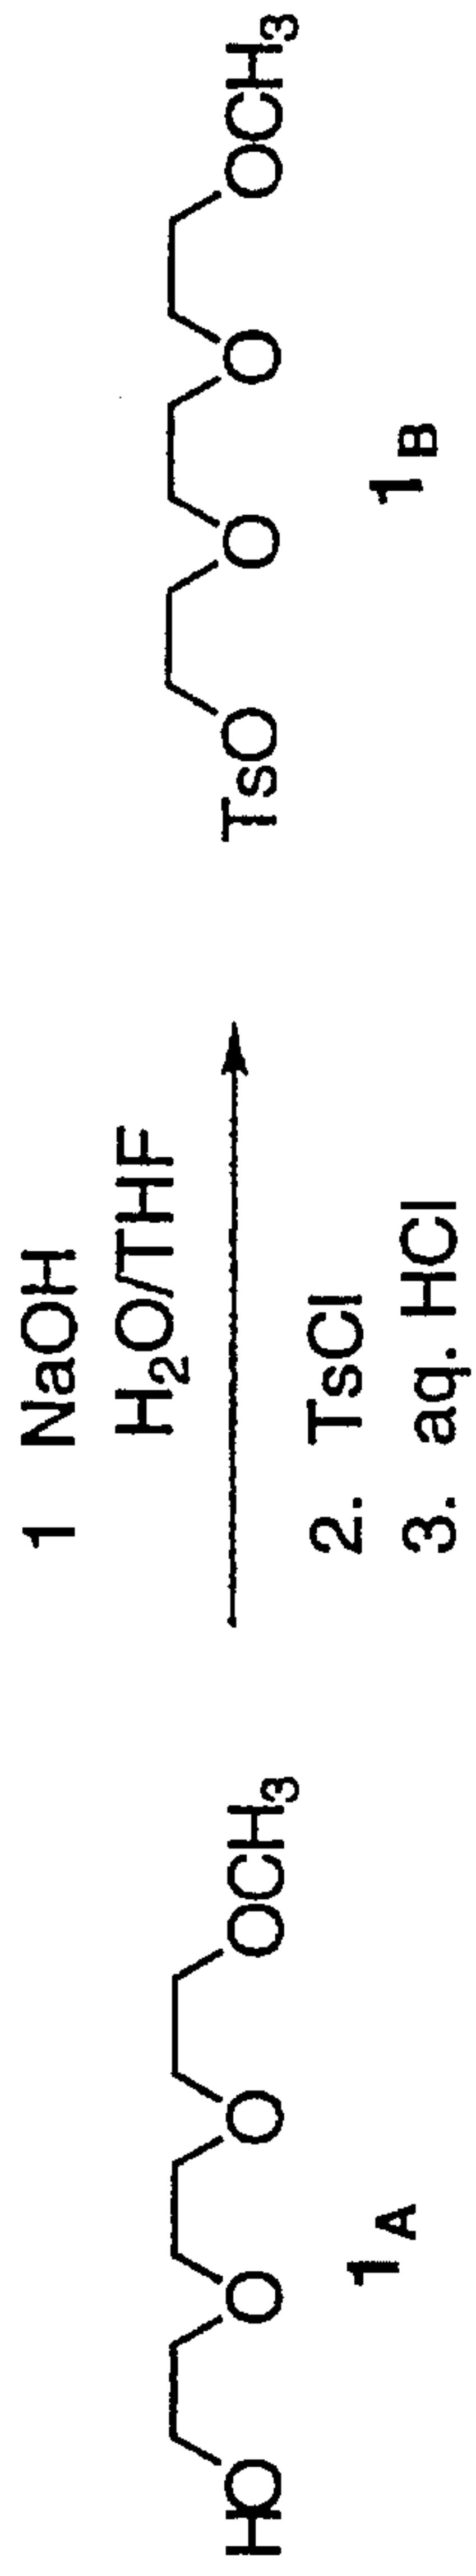 HO O O OCH3
1A
1 NaOH
H2O/THF
2. TsCl
3. aq. HCl
TsO O O OCH3
1B